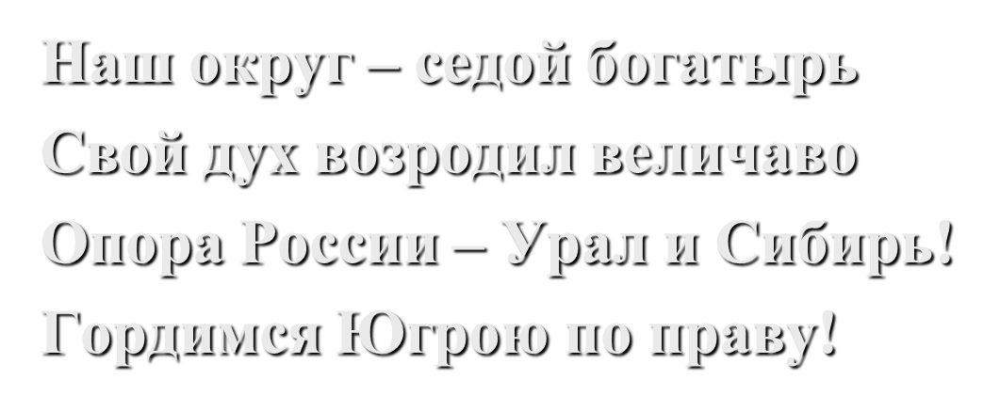 Наш округ – седой богатырь
Свой дух возродил величаво
Опора России – Урал и Сибирь!
Гордимся Югрою по праву!